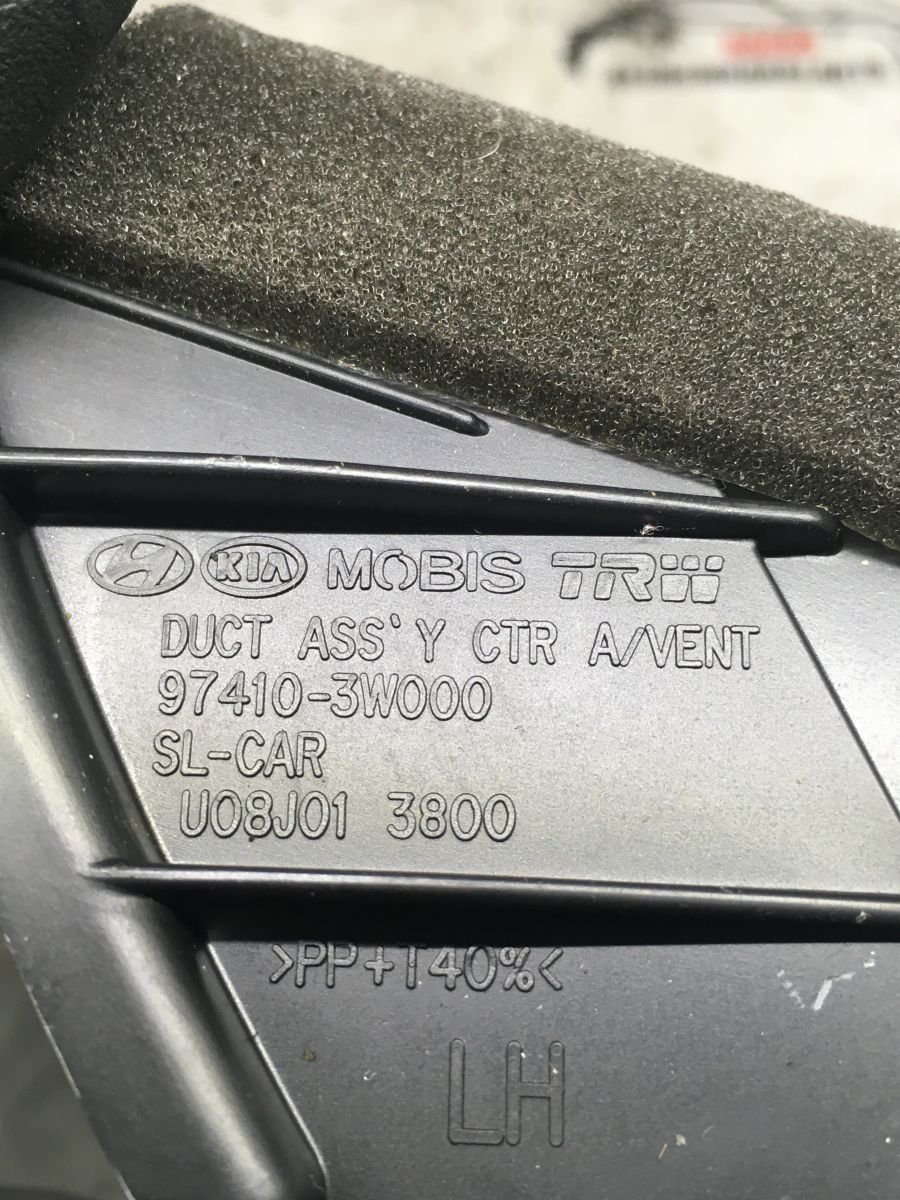 KIA MOBIS TRW
DUCT ASS'Y CTR A/VENT
97410-3W000
SL-CAR
U08J01 3800
>PP+T40%<
LH